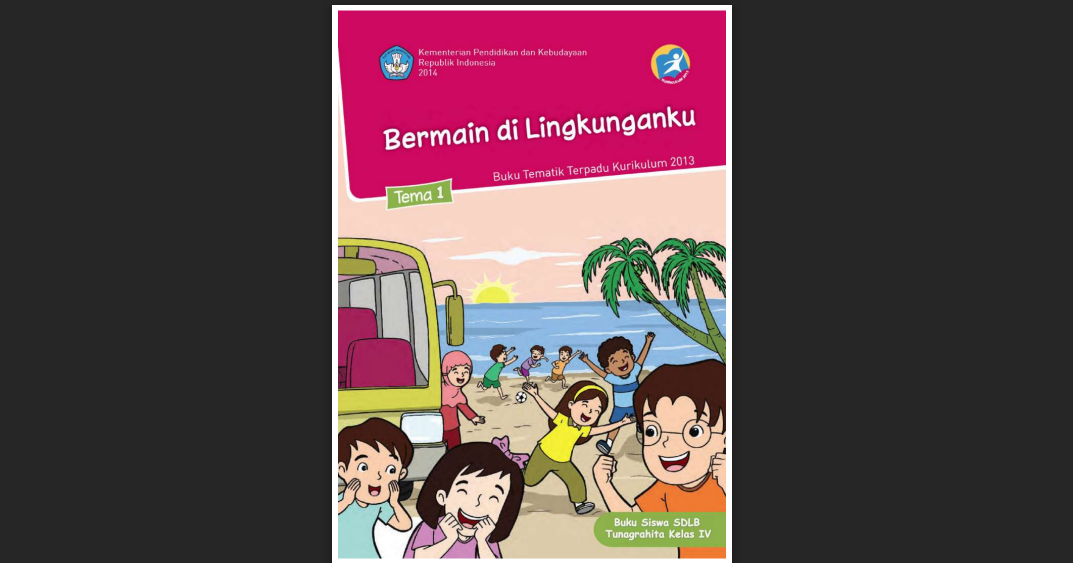 Kementerian Pendidikan dan Kebudayaan
Republik Indonesia
2014
Bermain di Lingkunganku
Buku Tematik Terpadu Kurikulum 2013
Tema 1
Buku Siswa SDLB
Tunagrahita Kelas IV